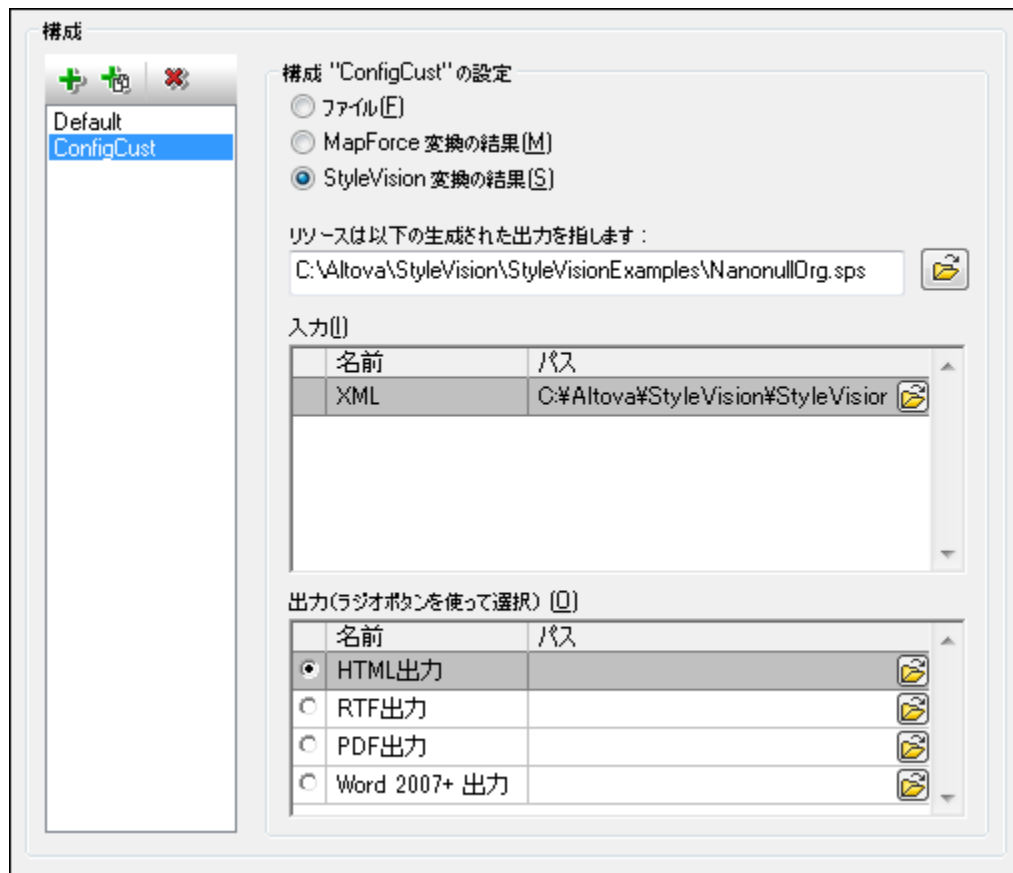 構成
Default
ConfigCust
構成 "ConfigCust" の設定
ファイル(F)
MapForce 変換の結果(M)
StyleVision 変換の結果(S)
リソースは以下の生成された出力を指します：
C:\Altova\StyleVision\StyleVisionExamples\NanonullOrg.sps
入力(I)
名前 パス
XML C:¥Altova¥StyleVision¥StyleVision
出力(ラジオボタンを使って選択) (O)
名前 パス
HTML出力
RTF出力
PDF出力
Word 2007+ 出力